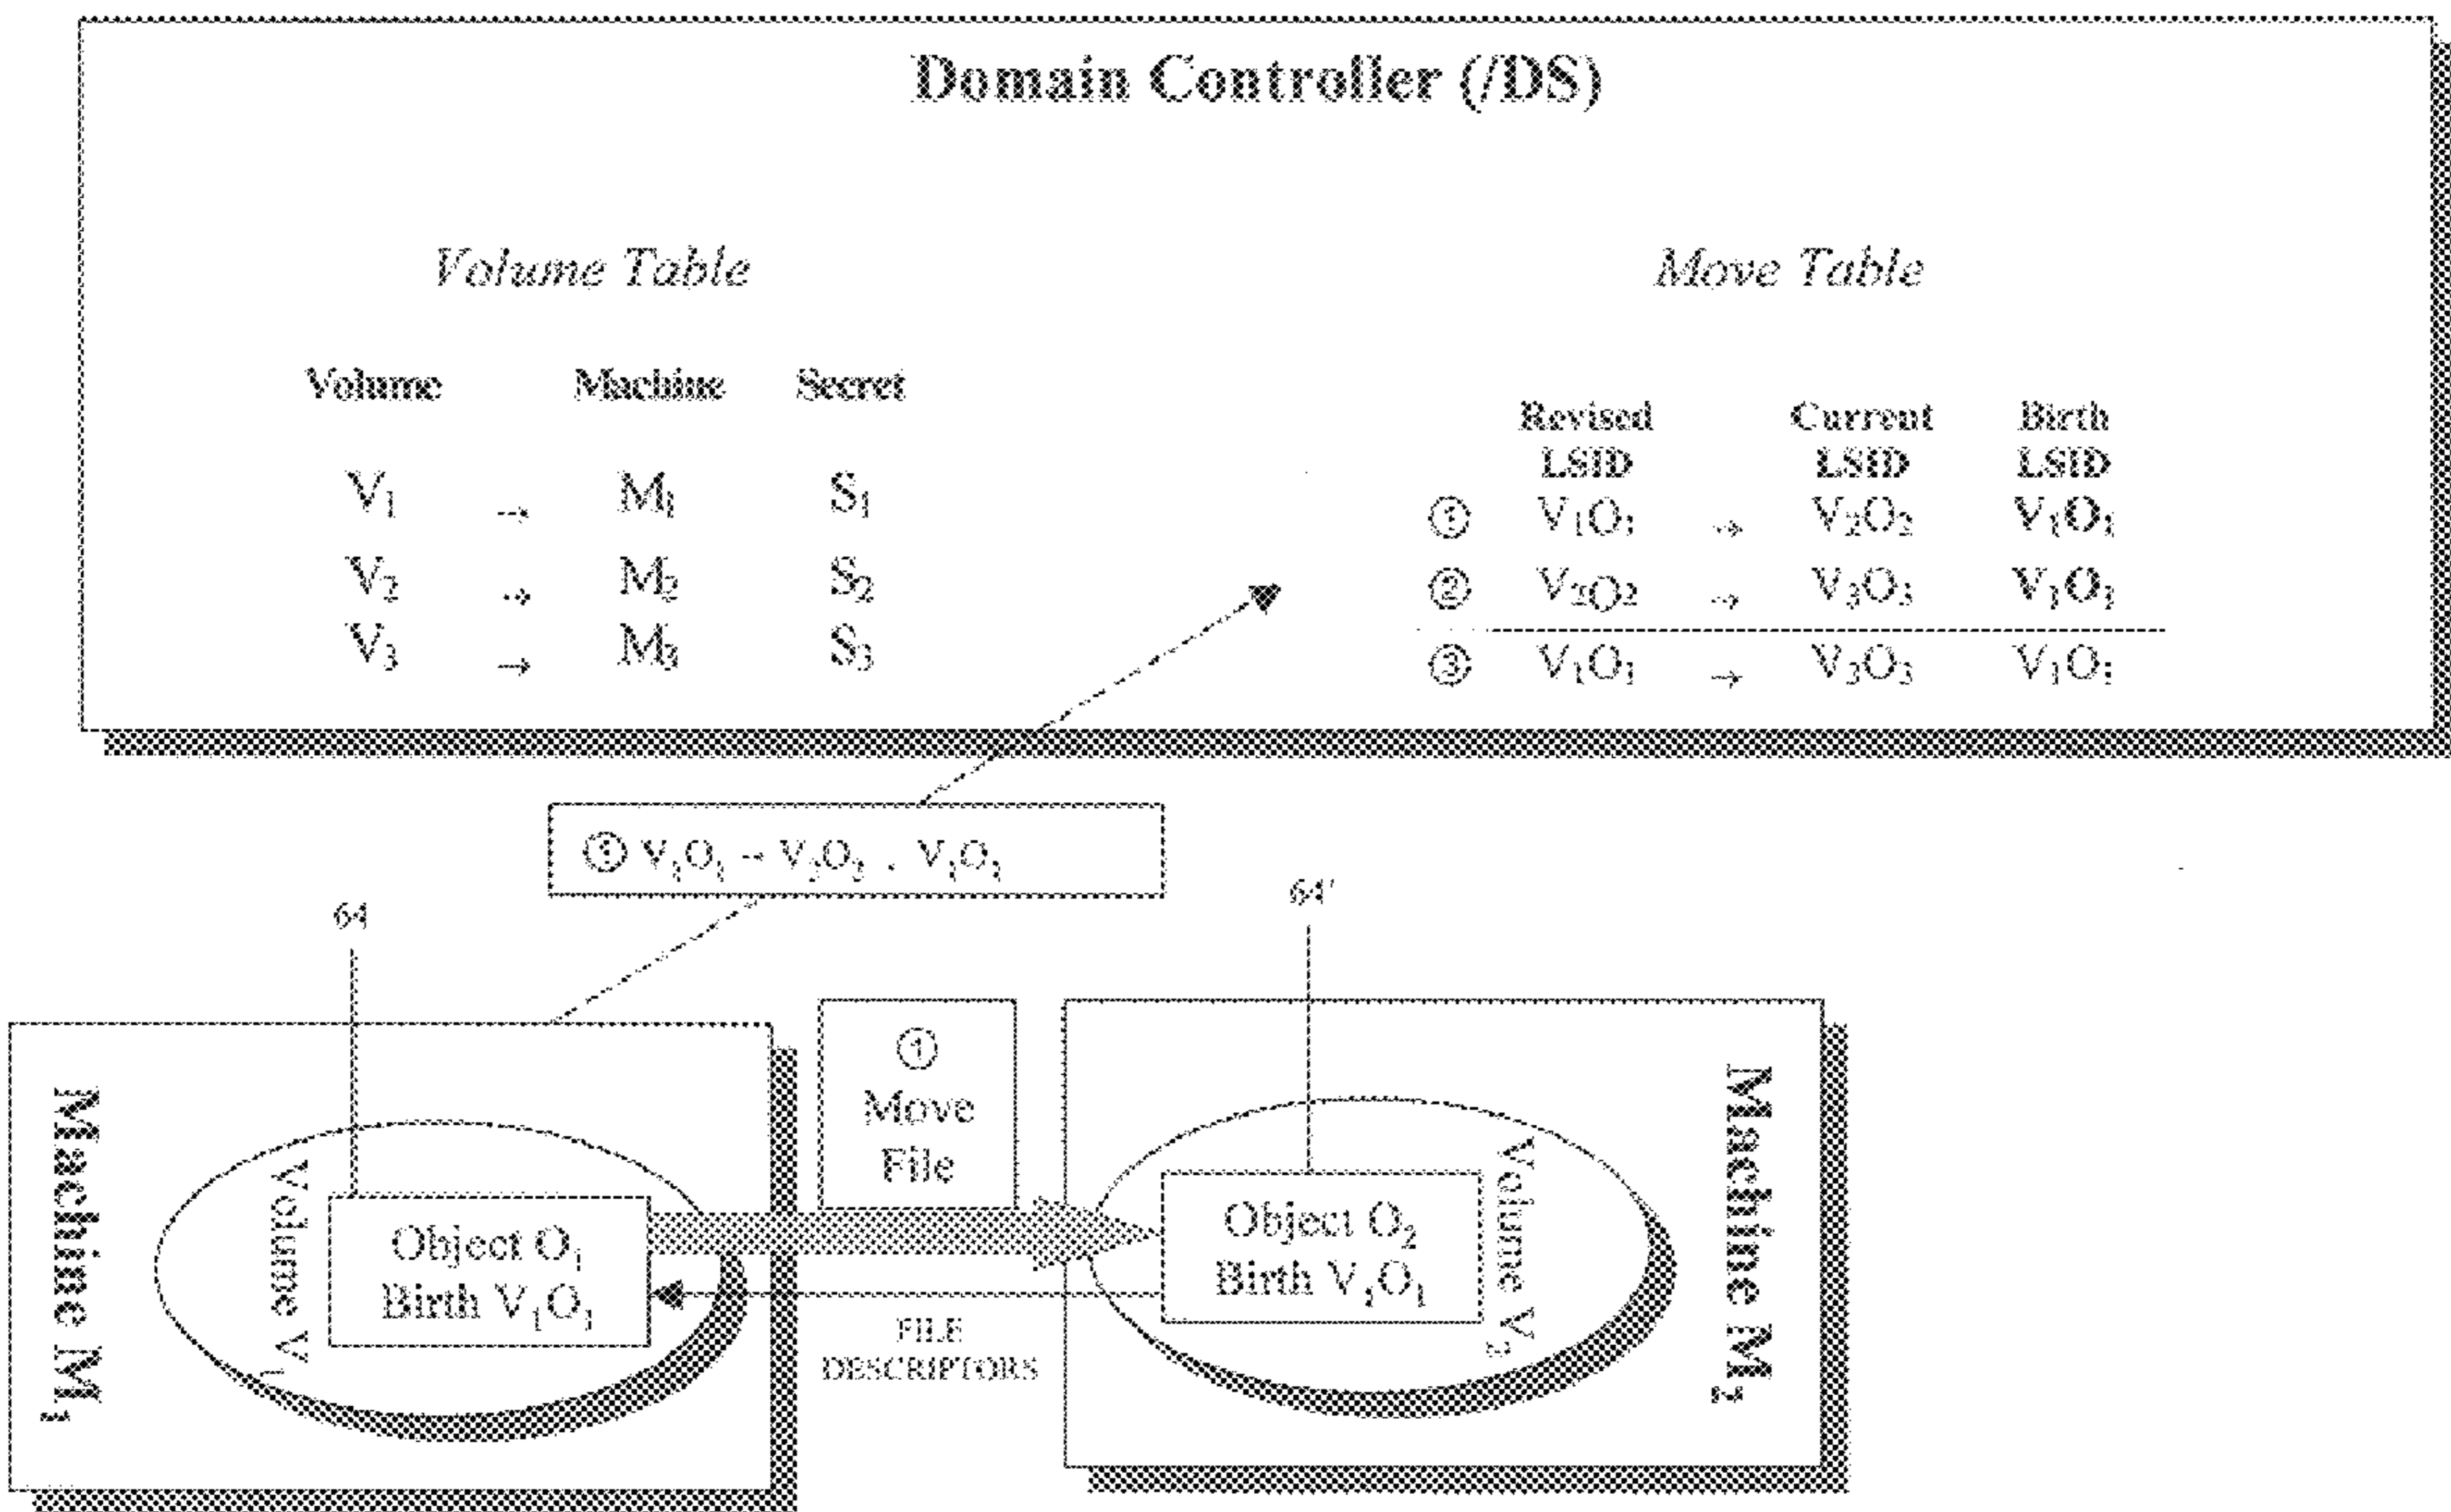 Domain Controller (/DS)
Volume Table
Move Table
Volume Machine Secret
Revised Current Birth
LSID LSID LSID
V₁ → M₁ S₁
① V₁O₁ → V₂O₂ V₁O₁
V₂ → M₂ S₂
② V₂O₂ → V₃O₃ V₁O₁
V₃ → M₃ S₃
③ V₁O₁ → V₃O₃ V₁O₁
① V₁O₁ → V₂O₂ , V₁O₁
64
64'
①
Move
File
Machine M₁
Volume V₁
Object O₁
Birth V₁O₁
Object O₂
Birth V₁O₁
Volume V₂
Machine M₂
FILE
DESCRIPTORS